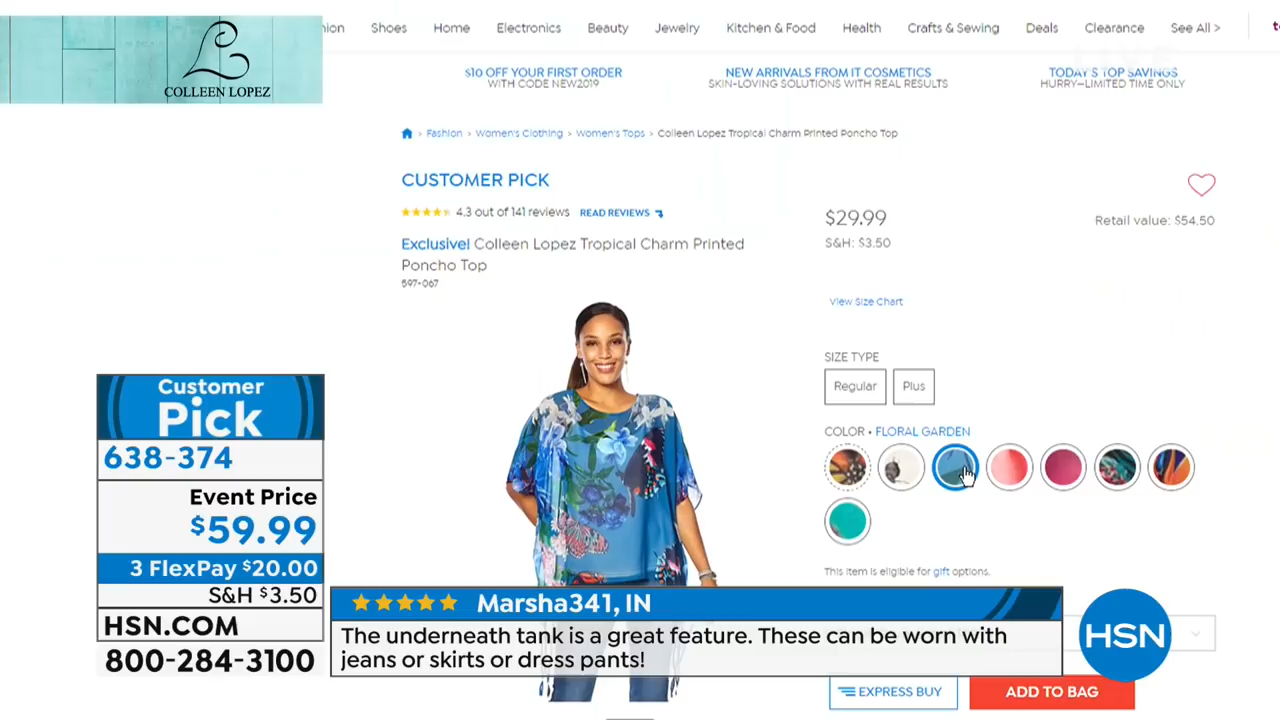 COLLEEN LOPEZ
Shoes Home Electronics Beauty Jewelry Kitchen & Food Health Crafts & Sewing Deals Clearance See All >
LIVE
$10 OFF YOUR FIRST ORDER
WITH CODE NEW2019
NEW ARRIVALS FROM IT COSMETICS
SKIN-LOVING SOLUTIONS WITH REAL RESULTS
TODAY'S TOP SAVINGS
HURRY—LIMITED TIME ONLY
> Fashion > Women's Clothing > Women's Tops > Colleen Lopez Tropical Charm Printed Poncho Top
CUSTOMER PICK
4.3 out of 141 reviews READ REVIEWS
Exclusive! Colleen Lopez Tropical Charm Printed
Poncho Top
597-067
$29.99
S&H: $3.50
Retail value: $54.50
View Size Chart
SIZE TYPE
Regular Plus
COLOR • FLORAL GARDEN
This item is eligible for gift options.
Customer
Pick
638-374
Event Price
$59.99
3 FlexPay $20.00
S&H $3.50
HSN.COM
800-284-3100
Marsha341, IN
The underneath tank is a great feature. These can be worn with
jeans or skirts or dress pants!
HSN
EXPRESS BUY
ADD TO BAG